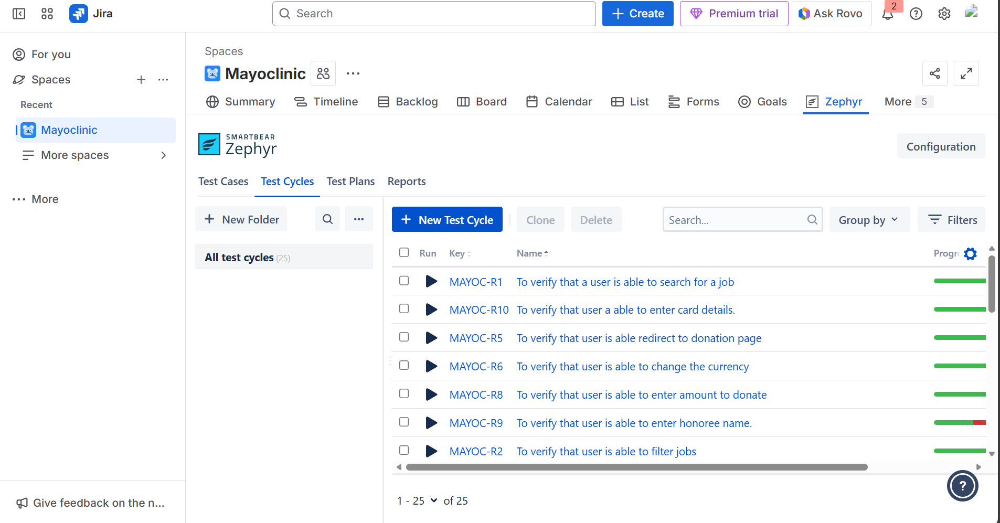 Jira
Search
Create
Premium trial
Ask Rovo
2
For you
Spaces
Recent
Mayoclinic
More spaces
More
Give feedback on the n...
Spaces
Mayoclinic
Summary
Timeline
Backlog
Board
Calendar
List
Forms
Goals
Zephyr
More 5
SMARTBEAR
Zephyr
Configuration
Test Cases
Test Cycles
Test Plans
Reports
New Folder
All test cycles (25)
New Test Cycle
Clone
Delete
Search...
Group by
Filters
Run Key Name Progre
MAYOC-R1 To verify that a user is able to search for a job
MAYOC-R10 To verify that user a able to enter card details.
MAYOC-R5 To verify that user is able redirect to donation page
MAYOC-R6 To verify that user is able to change the currency
MAYOC-R8 To verify that user is able to enter amount to donate
MAYOC-R9 To verify that user is able to enter honoree name.
MAYOC-R2 To verify that user is able to filter jobs
1 - 25 of 25
?